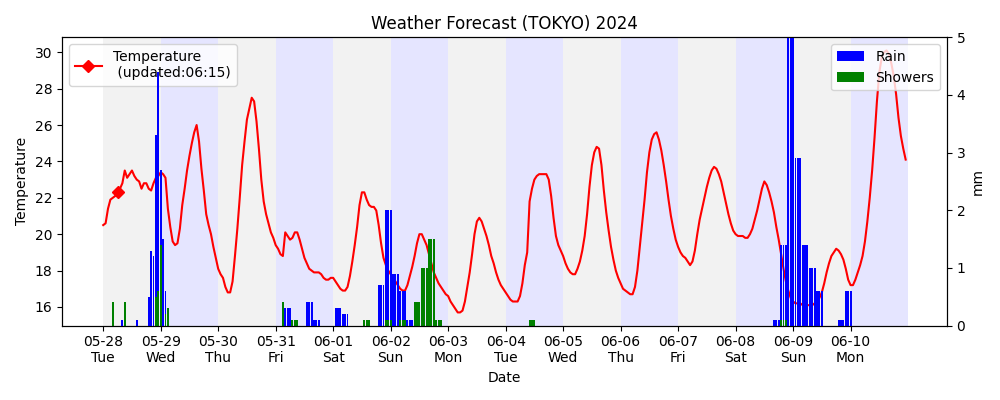 Weather Forecast (TOKYO) 2024
Temperature
(updated:06:15)
Rain
Showers
Temperature
30
28
26
24
22
20
18
16
5
4
3
2
1
0
mm
05-28 05-29 05-30 05-31 06-01 06-02 06-03 06-04 06-05 06-06 06-07 06-08 06-09 06-10
Tue Wed Thu Fri Sat Sun Mon Tue Wed Thu Fri Sat Sun Mon
Date